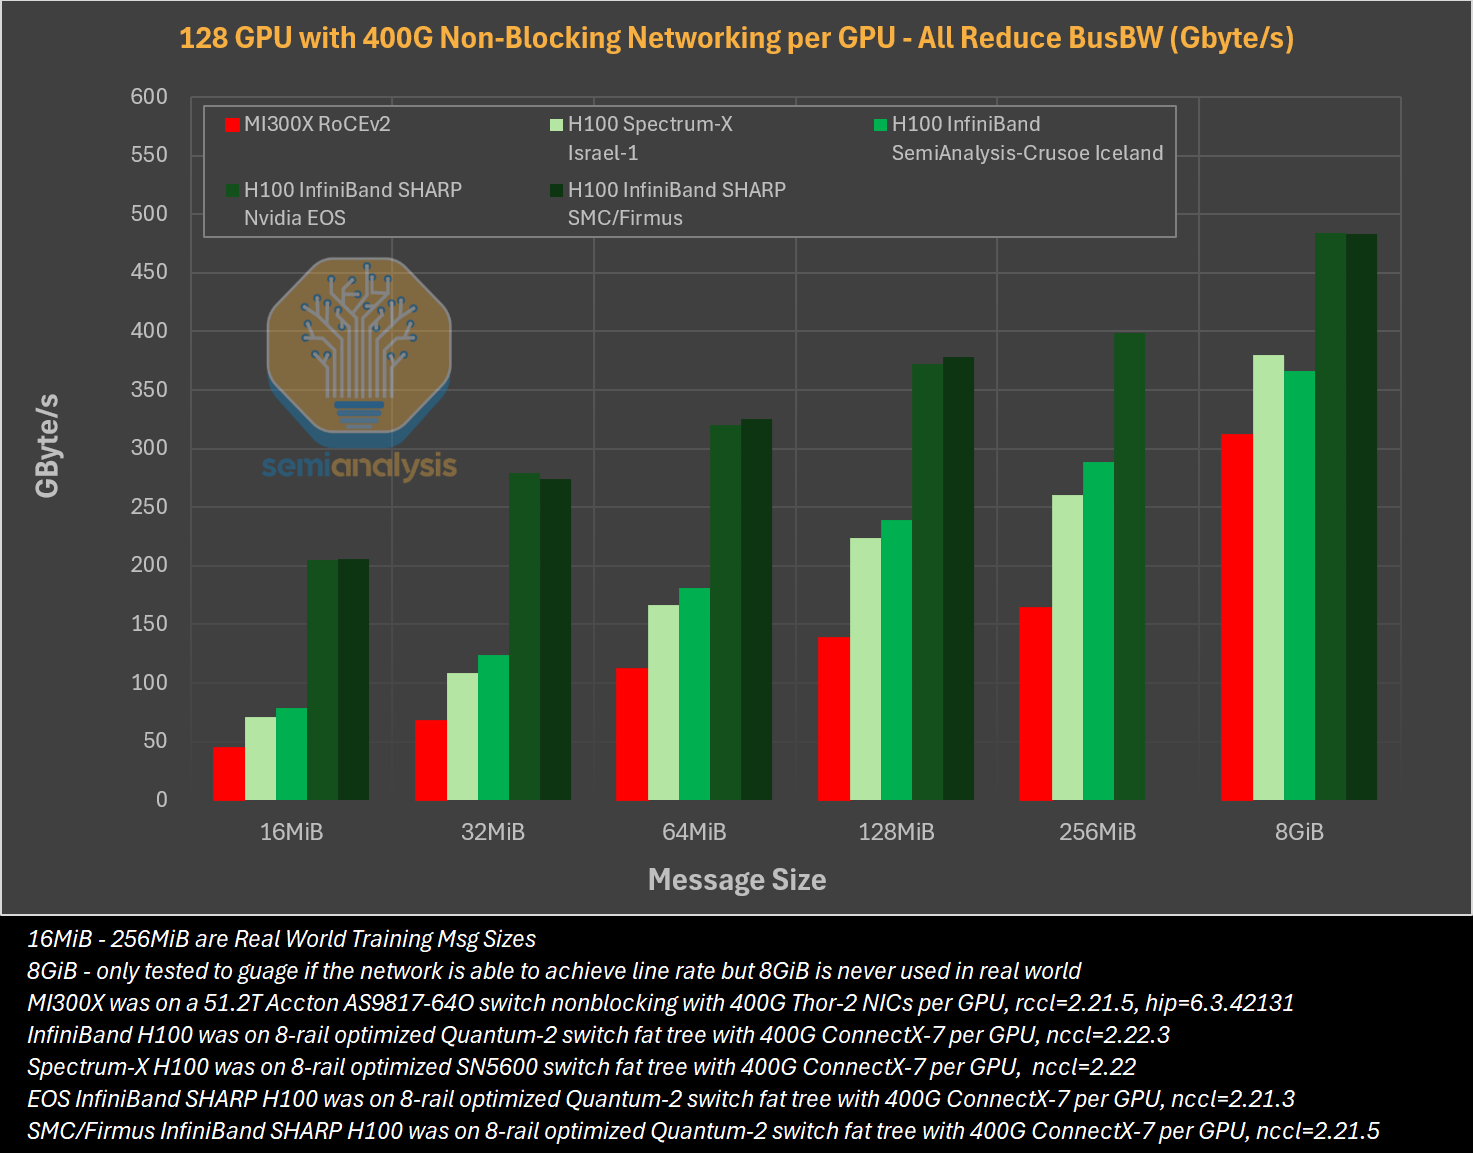 128 GPU with 400G Non-Blocking Networking per GPU - All Reduce BusBW (Gbyte/s)
600
550
500
450
400
350
300
250
200
150
100
50
0
GByte/s
MI300X RoCEv2
H100 Spectrum-X
Israel-1
H100 InfiniBand
SemiAnalysis-Crusoe Iceland
H100 InfiniBand SHARP
Nvidia EOS
H100 InfiniBand SHARP
SMC/Firmus
semianalysis
16MiB
32MiB
64MiB
128MiB
256MiB
8GiB
Message Size
16MiB - 256MiB are Real World Training Msg Sizes
8GiB - only tested to guage if the network is able to achieve line rate but 8GiB is never used in real world
MI300X was on a 51.2T Accton AS9817-64O switch nonblocking with 400G Thor-2 NICs per GPU, rccl=2.21.5, hip=6.3.42131
InfiniBand H100 was on 8-rail optimized Quantum-2 switch fat tree with 400G ConnectX-7 per GPU, nccl=2.22.3
Spectrum-X H100 was on 8-rail optimized SN5600 switch fat tree with 400G ConnectX-7 per GPU, nccl=2.22
EOS InfiniBand SHARP H100 was on 8-rail optimized Quantum-2 switch fat tree with 400G ConnectX-7 per GPU, nccl=2.21.3
SMC/Firmus InfiniBand SHARP H100 was on 8-rail optimized Quantum-2 switch fat tree with 400G ConnectX-7 per GPU, nccl=2.21.5